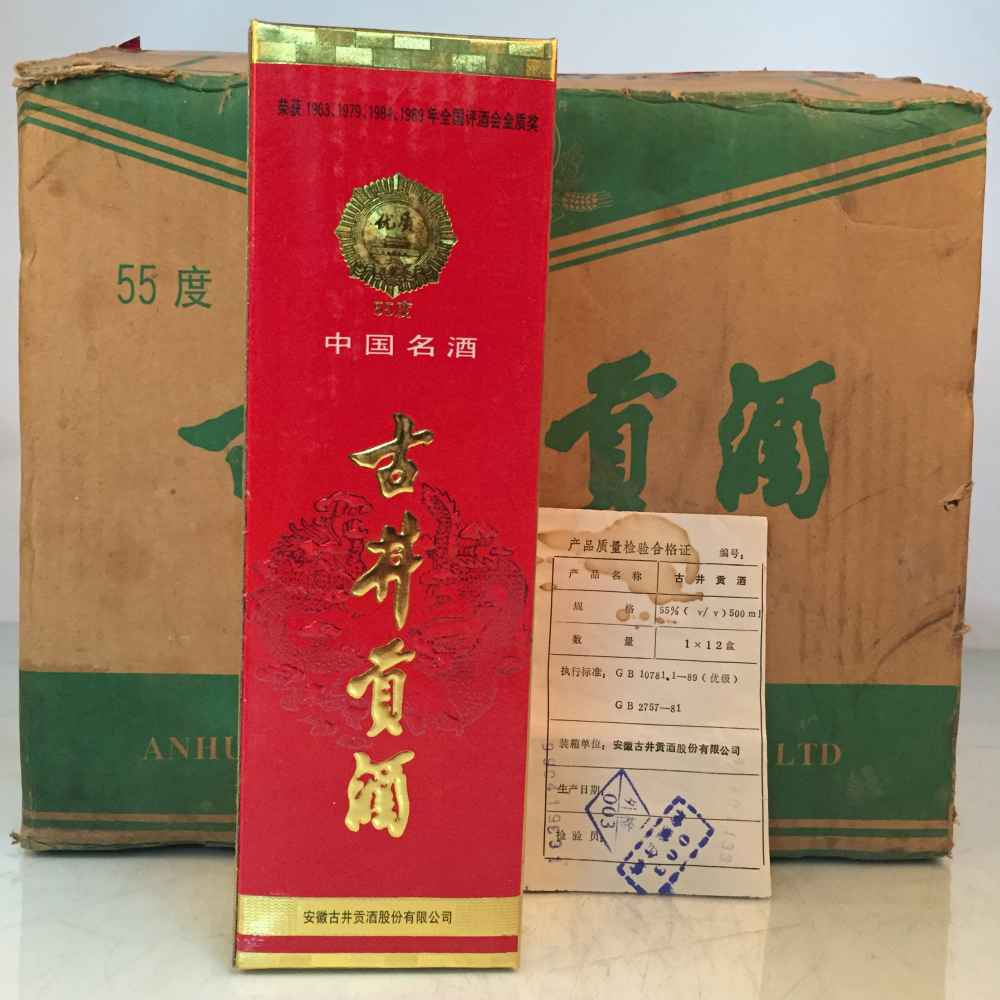 荣获1963、1979、1984、1989年全国评酒会金质奖
优质
55度
中国名酒
古井贡酒
安徽古井贡酒股份有限公司
55度
贡酒
ANHU
LTD
产品质量检验合格证 编号:
产品名称 古井贡酒
规格 55%(v/v)500ml
数量 1×12盒
执行标准: GB 10781.1—89(优级)
GB 2757—81
装箱单位: 安徽古井贡酒股份有限公司
生产日期
检验员
003